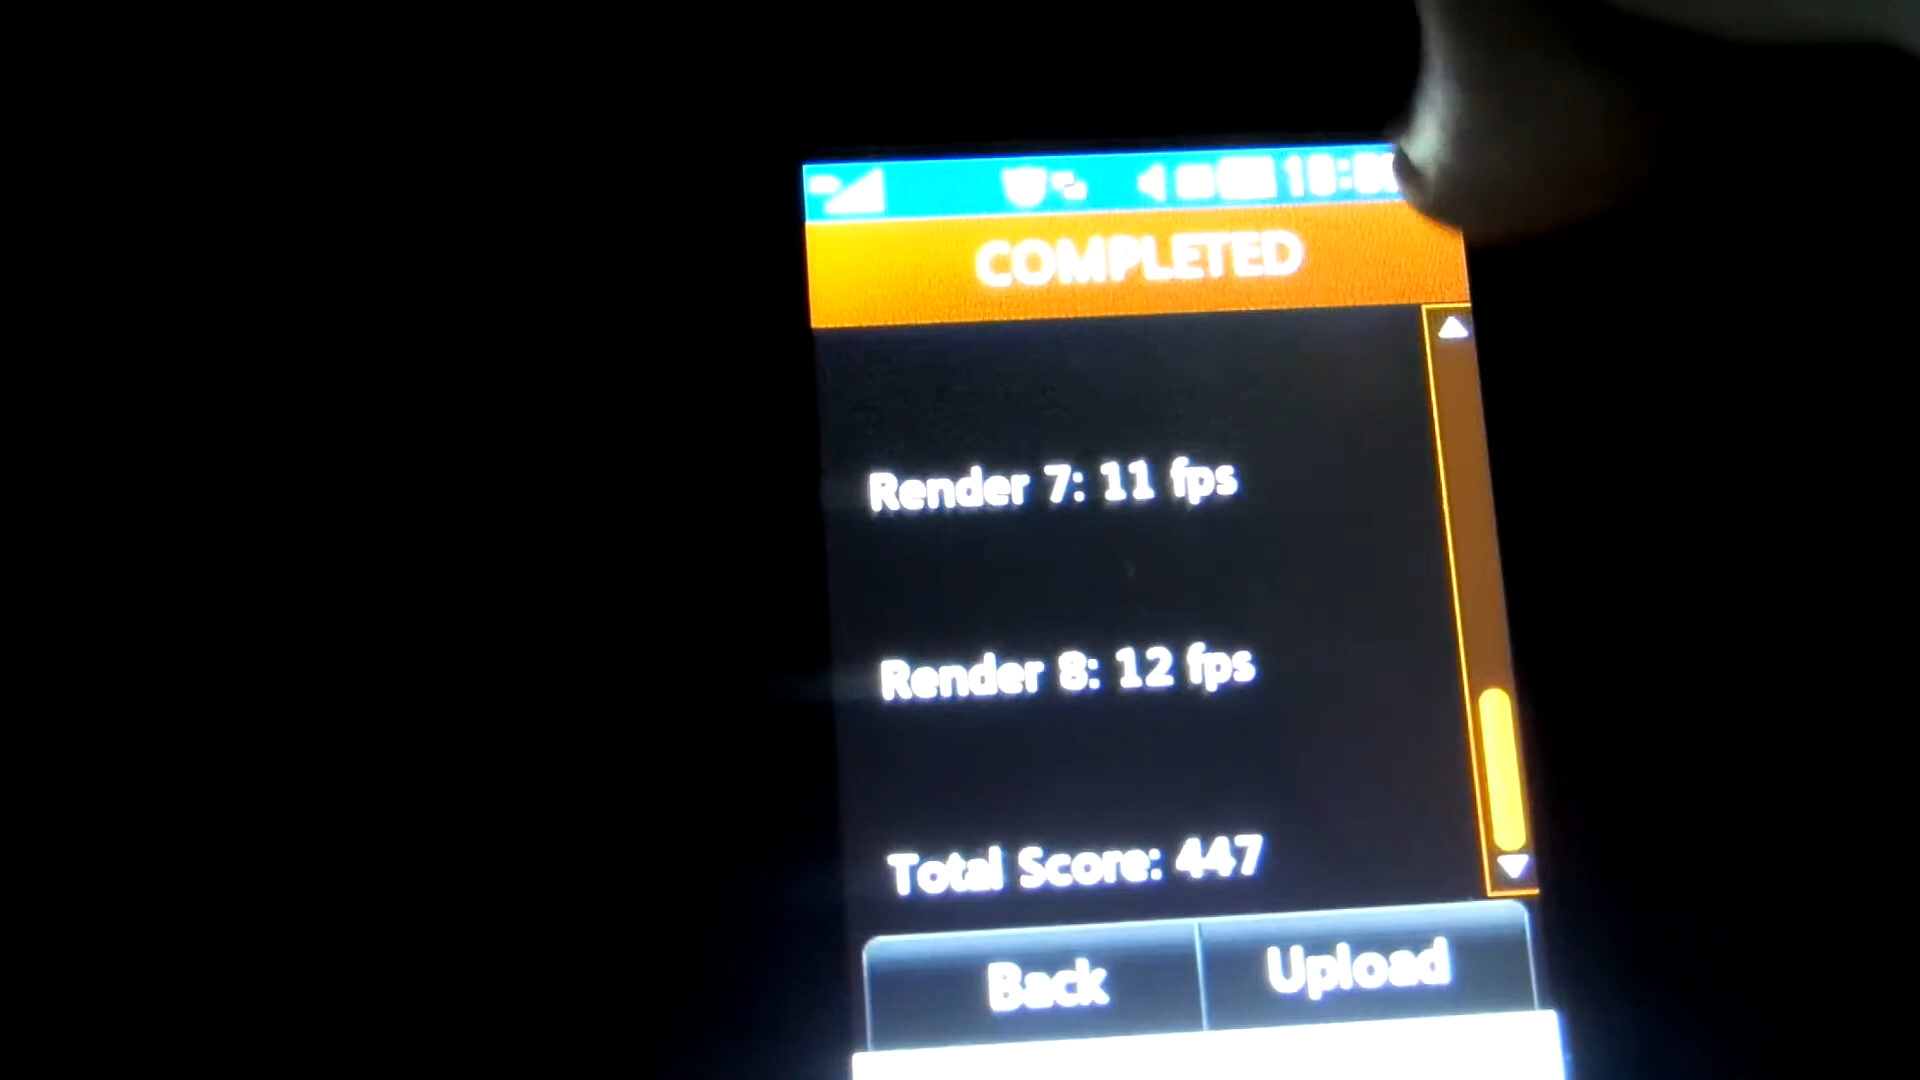 COMPLETED
Render 7: 11 fps
Render 8: 12 fps
Total Score: 447
Back
Upload